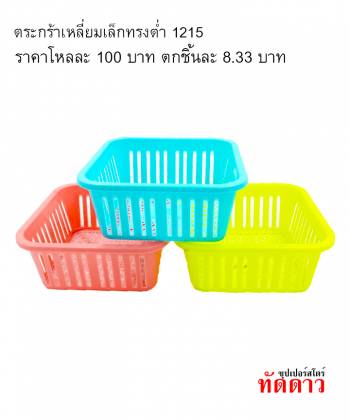 ตระกร้าเหลี่ยมเล็กทรงต่ำ 1215
ราคาโหลละ 100 บาท ตกชิ้นละ 8.33 บาท
ซุปเปอร์สโตร์
ทัดดาว